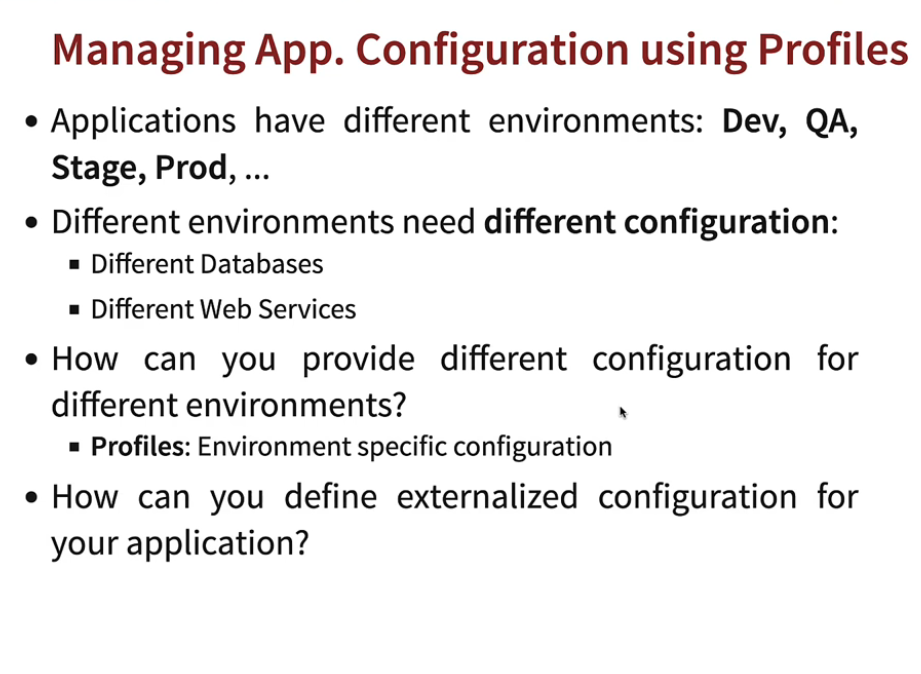 Managing App. Configuration using Profiles
• Applications have different environments: Dev, QA,
Stage, Prod, ...
• Different environments need different configuration:
▪ Different Databases
▪ Different Web Services
• How can you provide different configuration for
different environments?
▪ Profiles: Environment specific configuration
• How can you define externalized configuration for
your application?